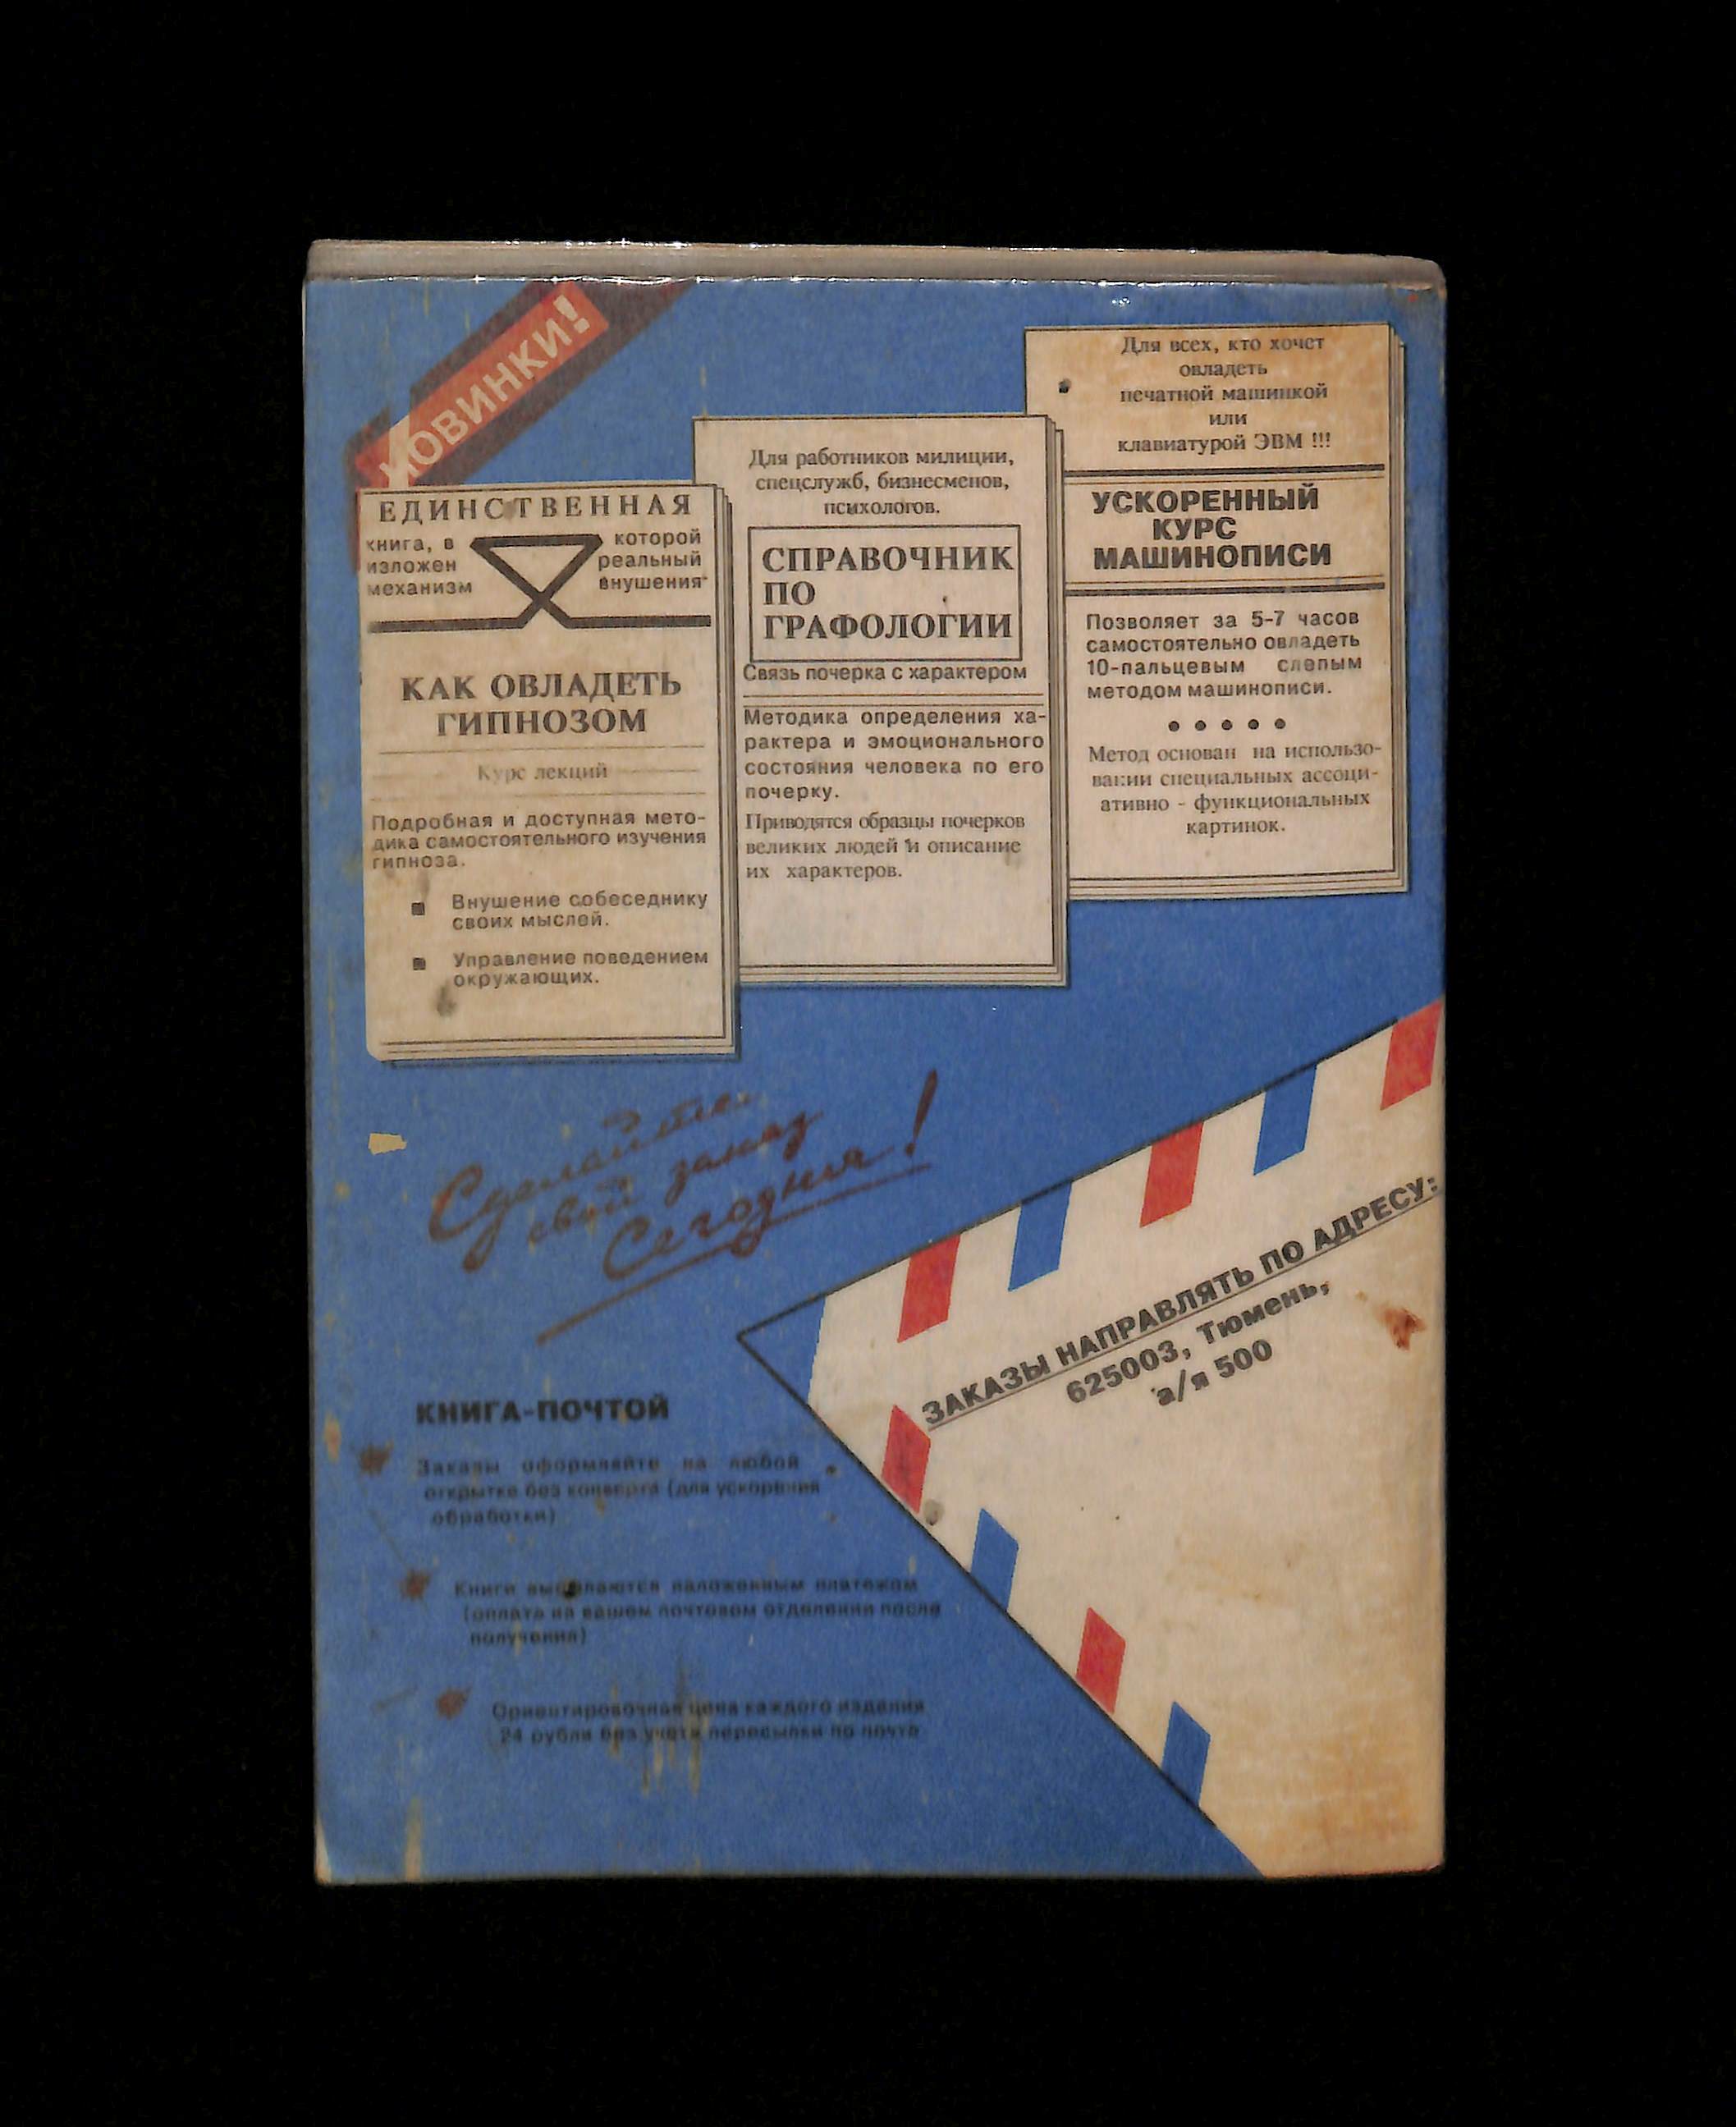 НОВИНКИ!
ЕДИНСТВЕННАЯ
книга, в которой
изложен реальный
механизм внушения
КАК ОВЛАДЕТЬ
ГИПНОЗОМ
Курс лекций
Подробная и доступная мето-
дика самостоятельного изучения
гипноза.
Внушение собеседнику
своих мыслей.
Управление поведением
окружающих.
Для работников милиции,
спецслужб, бизнесменов,
психологов.
СПРАВОЧНИК
ПО
ГРАФОЛОГИИ
Связь почерка с характером
Методика определения ха-
рактера и эмоционального
состояния человека по его
почерку.
Приводятся образцы почерков
великих людей и описание
их характеров.
Для всех, кто хочет
овладеть
печатной машинкой
или
клавиатурой ЭВМ !!!
УСКОРЕННЫЙ
КУРС
МАШИНОПИСИ
Позволяет за 5-7 часов
самостоятельно овладеть
10-пальцевым слепым
методом машинописи.
Метод основан на использо-
вании специальных ассоци-
ативно - функциональных
картинок.
Сделайте
свой заказ
Сегодня!
ЗАКАЗЫ НАПРАВЛЯТЬ ПО АДРЕСУ:
625003, Тюмень,
а/я 500
КНИГА-ПОЧТОЙ
Заказы оформляйте на любой
открытке без конверта (для ускорения
обработки)
Книги высылаются наложенным платежом
(оплата на вашем почтовом отделении после
получения)
Ориентировочная цена каждого изделия
24 рубля без учета пересылки по почте